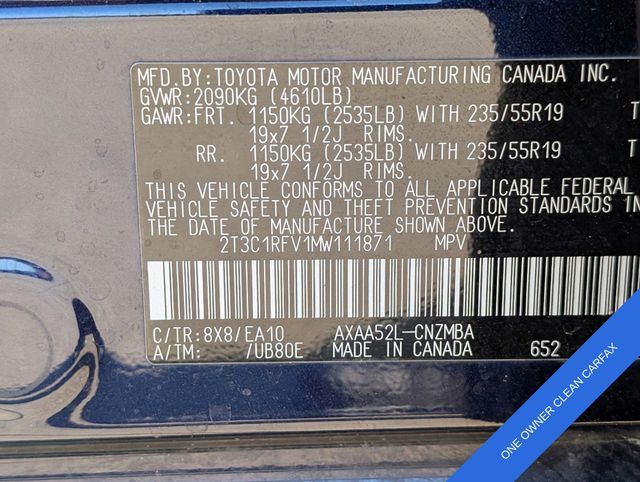 MFD.BY:TOYOTA MOTOR MANUFACTURING CANADA INC.
GVWR:2090KG (4610LB)
GAWR:FRT. 1150KG (2535LB) WITH 235/55R19 T
19x7 1/2J RIMS.
RR. 1150KG (2535LB) WITH 235/55R19 T
19x7 1/2J RIMS.
THIS VEHICLE CONFORMS TO ALL APPLICABLE FEDERAL
VEHICLE SAFETY AND THEFT PREVENTION STANDARDS IN
THE DATE OF MANUFACTURE SHOWN ABOVE.
2T3C1RFV1MW111871 MPV
C/TR:8X8/EA10 AXAA52L-CNZMBA
A/TM: /UB80E MADE IN CANADA 652
ONE OWNER CLEAN CARFAX